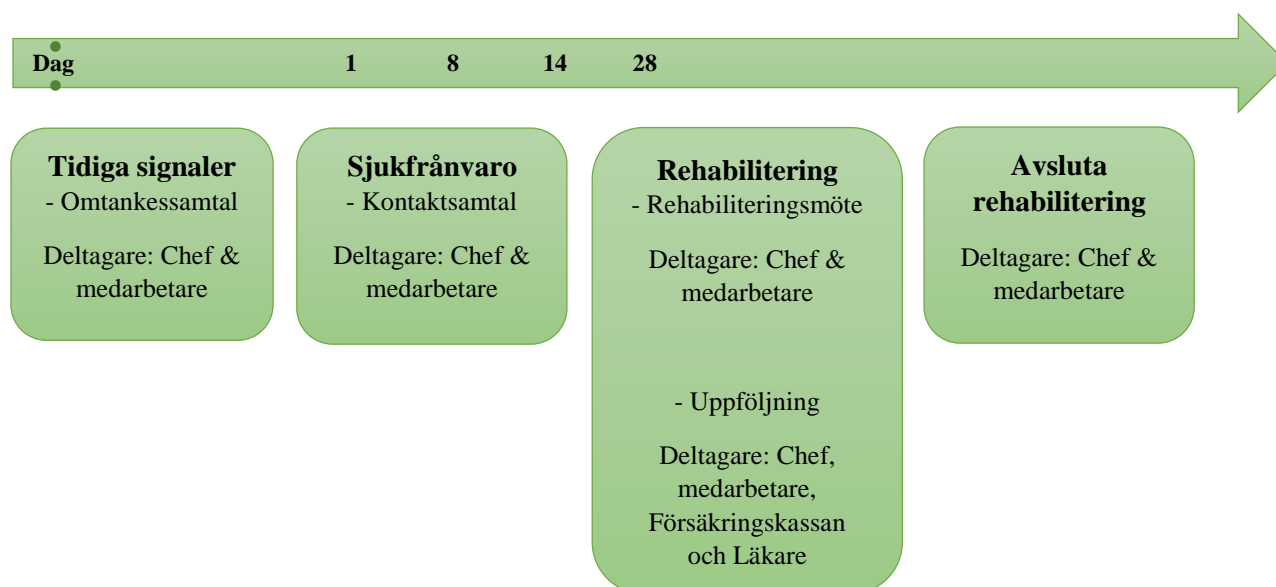 Dag 1 8 14 28
Tidiga signaler
- Omtankessamtal
Deltagare: Chef &
medarbetare
Sjukfrånvaro
- Kontaktsamtal
Deltagare: Chef &
medarbetare
Rehabilitering
- Rehabiliteringsmöte
Deltagare: Chef &
medarbetare
- Uppföljning
Deltagare: Chef,
medarbetare,
Försäkringskassan
och Läkare
Avsluta
rehabilitering
Deltagare: Chef &
medarbetare